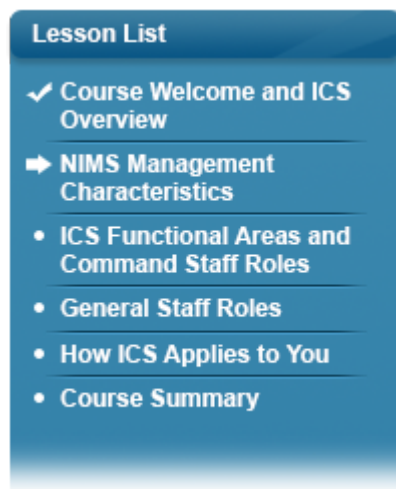 Lesson List
Course Welcome and ICS
Overview
NIMS Management
Characteristics
ICS Functional Areas and
Command Staff Roles
General Staff Roles
How ICS Applies to You
Course Summary